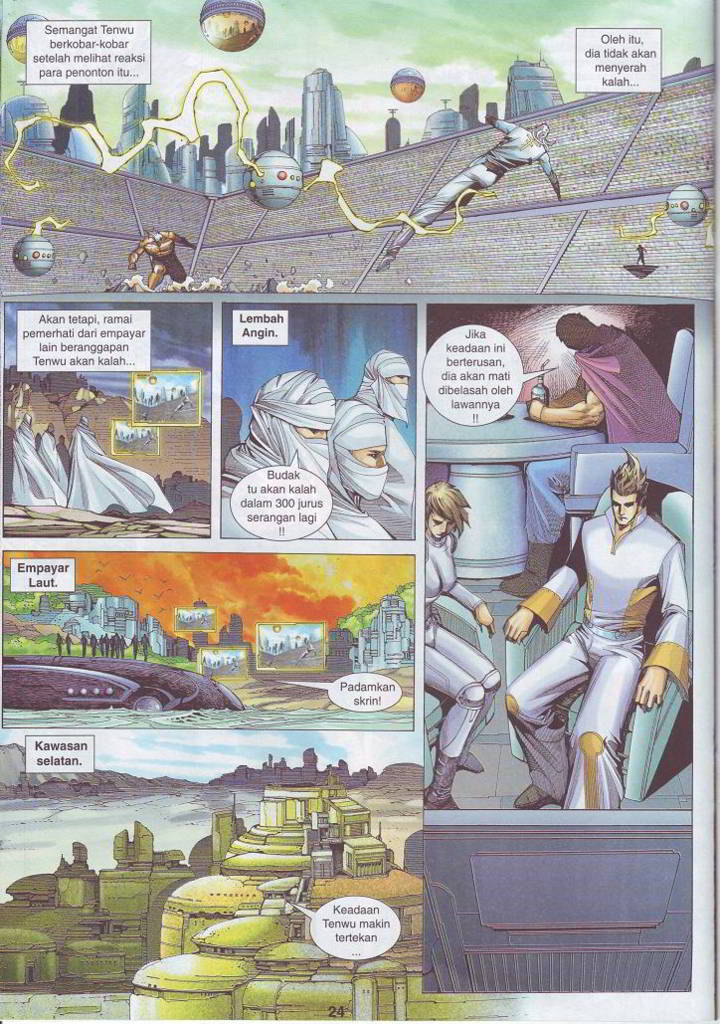 Semangat Tenwu
berkobar-kobar
setelah melihat reaksi
para penonton itu...
Oleh itu,
dia tidak akan
menyerah
kalah...
Akan tetapi, ramai
pemerhati dari empayar
lain beranggapan
Tenwu akan kalah...
Lembah
Angin.
Budak
tu akan kalah
dalam 300 jurus
serangan lagi
!!
Jika
keadaan ini
berterusan,
dia akan mati
dibelasah oleh
lawannya
!!
Empayar
Laut.
Padamkan
skrin!
Kawasan
selatan.
Keadaan
Tenwu makin
tertekan
...
24